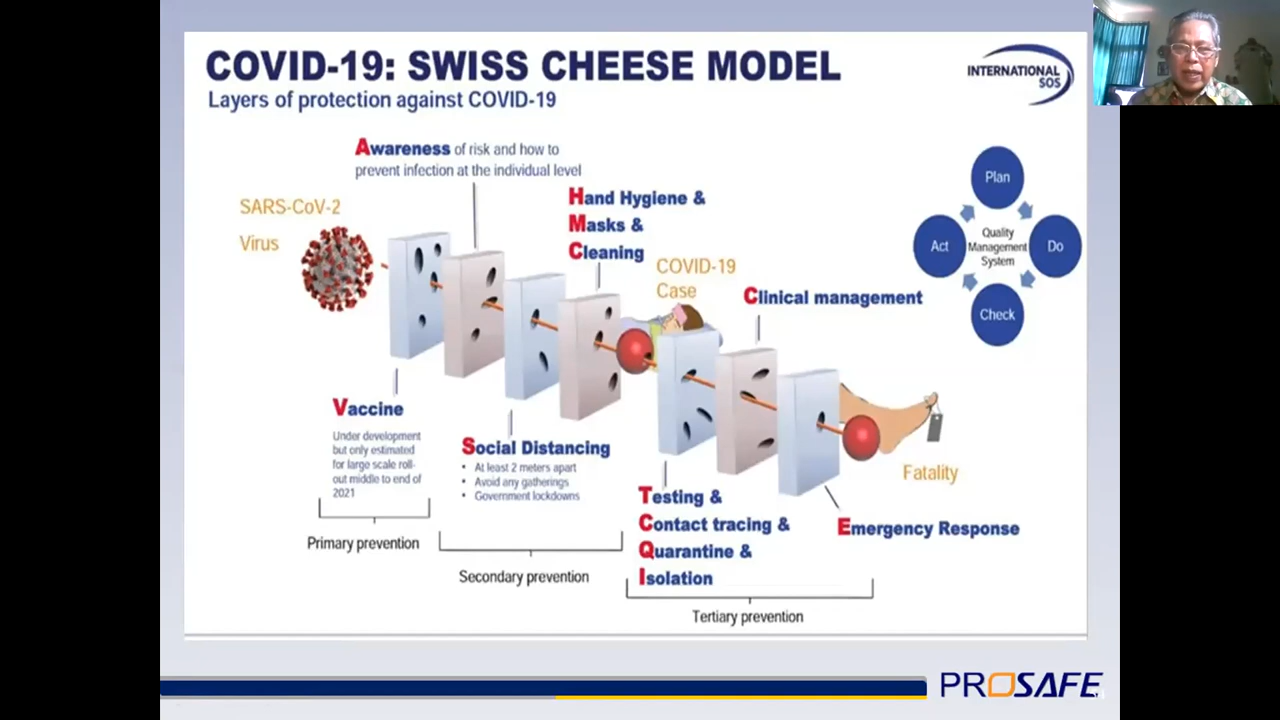 COVID-19: SWISS CHEESE MODEL
Layers of protection against COVID-19
INTERNATIONAL
SOS
Awareness of risk and how to
prevent infection at the individual level
SARS-CoV-2
Virus
Hand Hygiene &
Masks &
Cleaning
COVID-19
Case
Clinical management
Plan
Act
Quality
Management
System
Do
Check
Vaccine
Under development
but only estimated
for large scale roll-
out middle to end of
2021
Primary prevention
Social Distancing
• At least 2 meters apart
• Avoid any gatherings
• Government lockdowns
Secondary prevention
Testing &
Contact tracing &
Quarantine &
Isolation
Tertiary prevention
Emergency Response
Fatality
PROSAFE